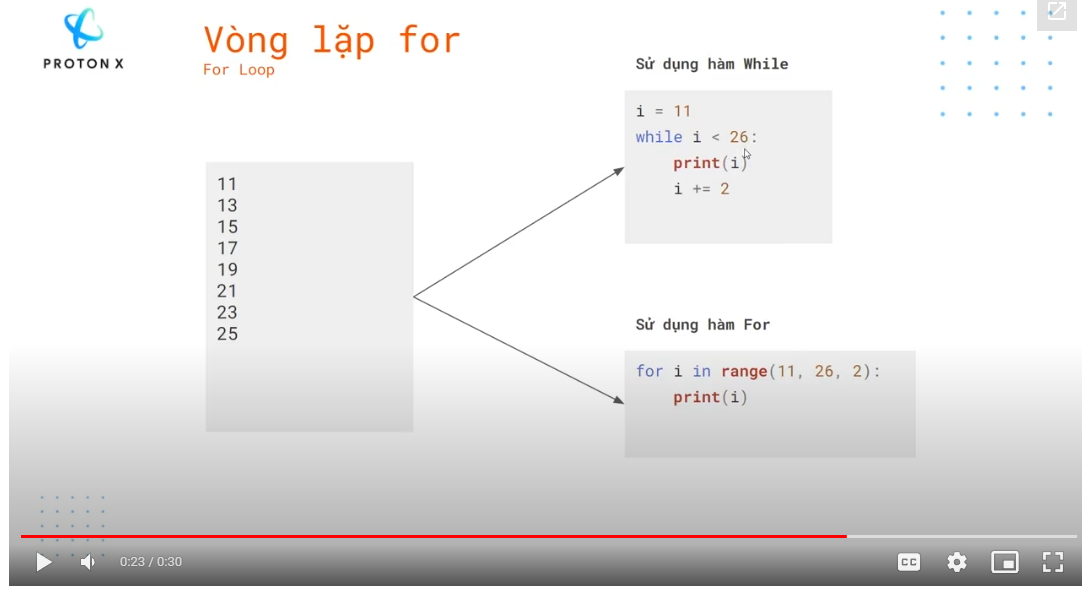 PROTON X
Vòng lặp for
For Loop
Sử dụng hàm While
i = 11
while i < 26:
    print(i)
    i += 2
11
13
15
17
19
21
23
25
Sử dụng hàm For
for i in range(11, 26, 2):
    print(i)
0:23 / 0:30
CC